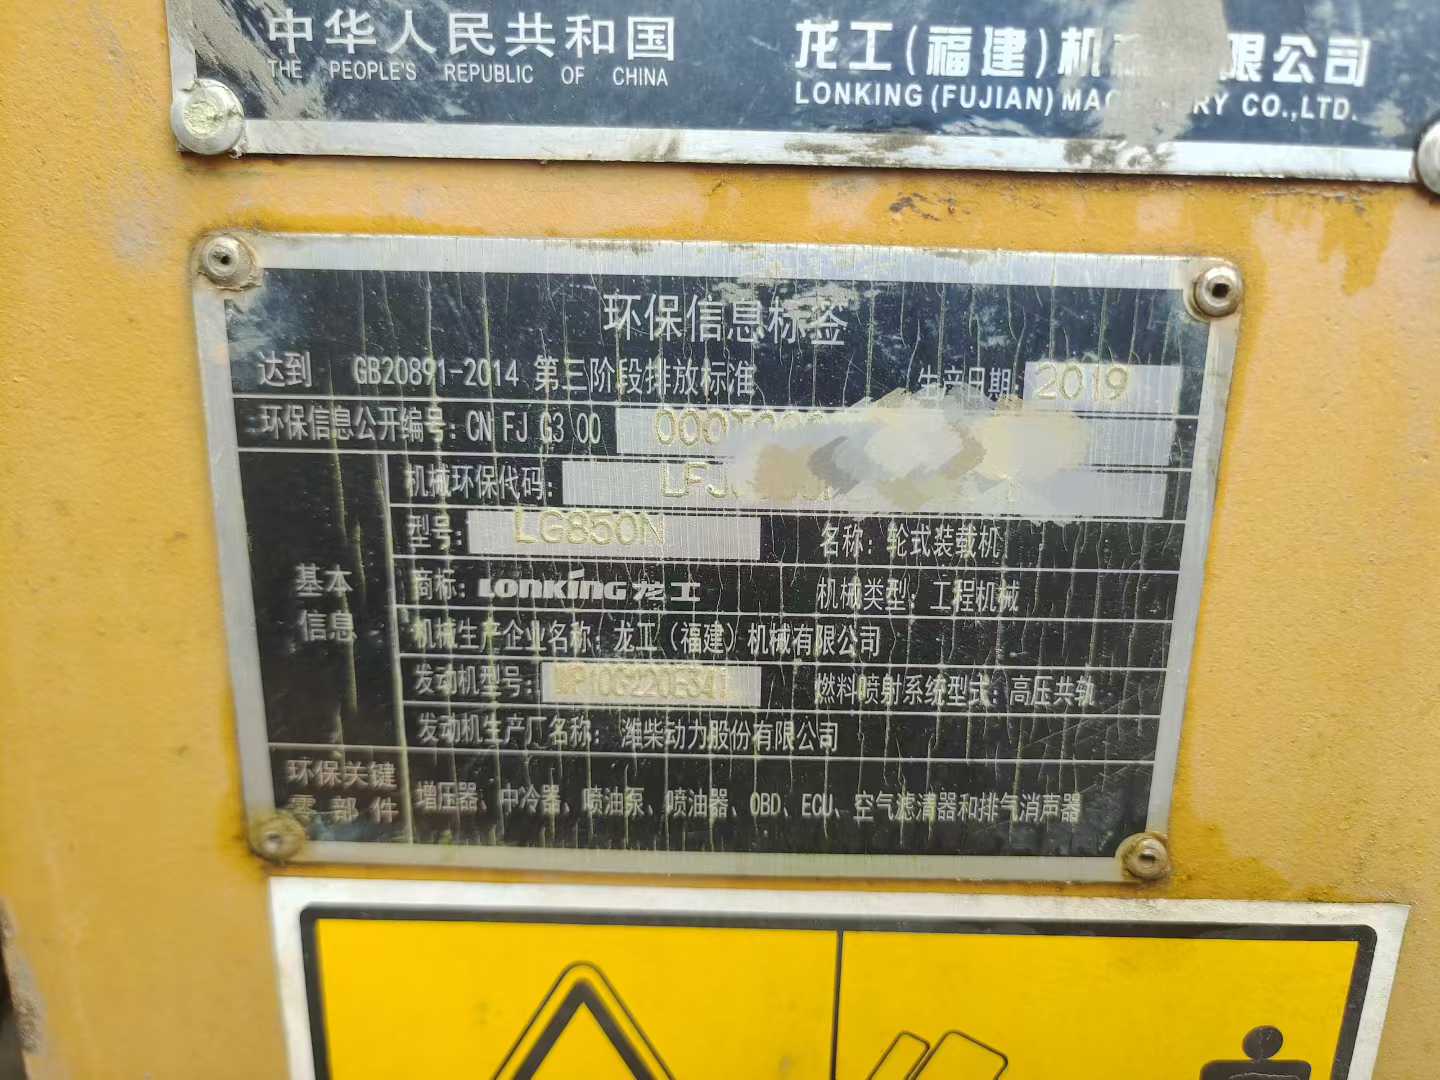 中华人民共和国
THE PEOPLE'S REPUBLIC OF CHINA
龙工(福建)机 限公司
LONKING (FUJIAN) CO.,LTD.
环保信息标签
达到 GB20891-2014 第三阶段排放标准 生产日期: 2019
环保信息公开编号: CN FJ G3 00
机械环保代码:
型号: LG850N 名称: 轮式装载机
基本信息
商标: LONKING 龙工 机械类型: 工程机械
机械生产企业名称: 龙工(福建)机械有限公司
发动机型号: 燃料喷射系统型式: 高压共轨
发动机生产厂名称: 潍柴动力股份有限公司
环保关键零部件
增压器、中冷器、喷油泵、喷油器、OBD、ECU、空气滤清器和排气消声器